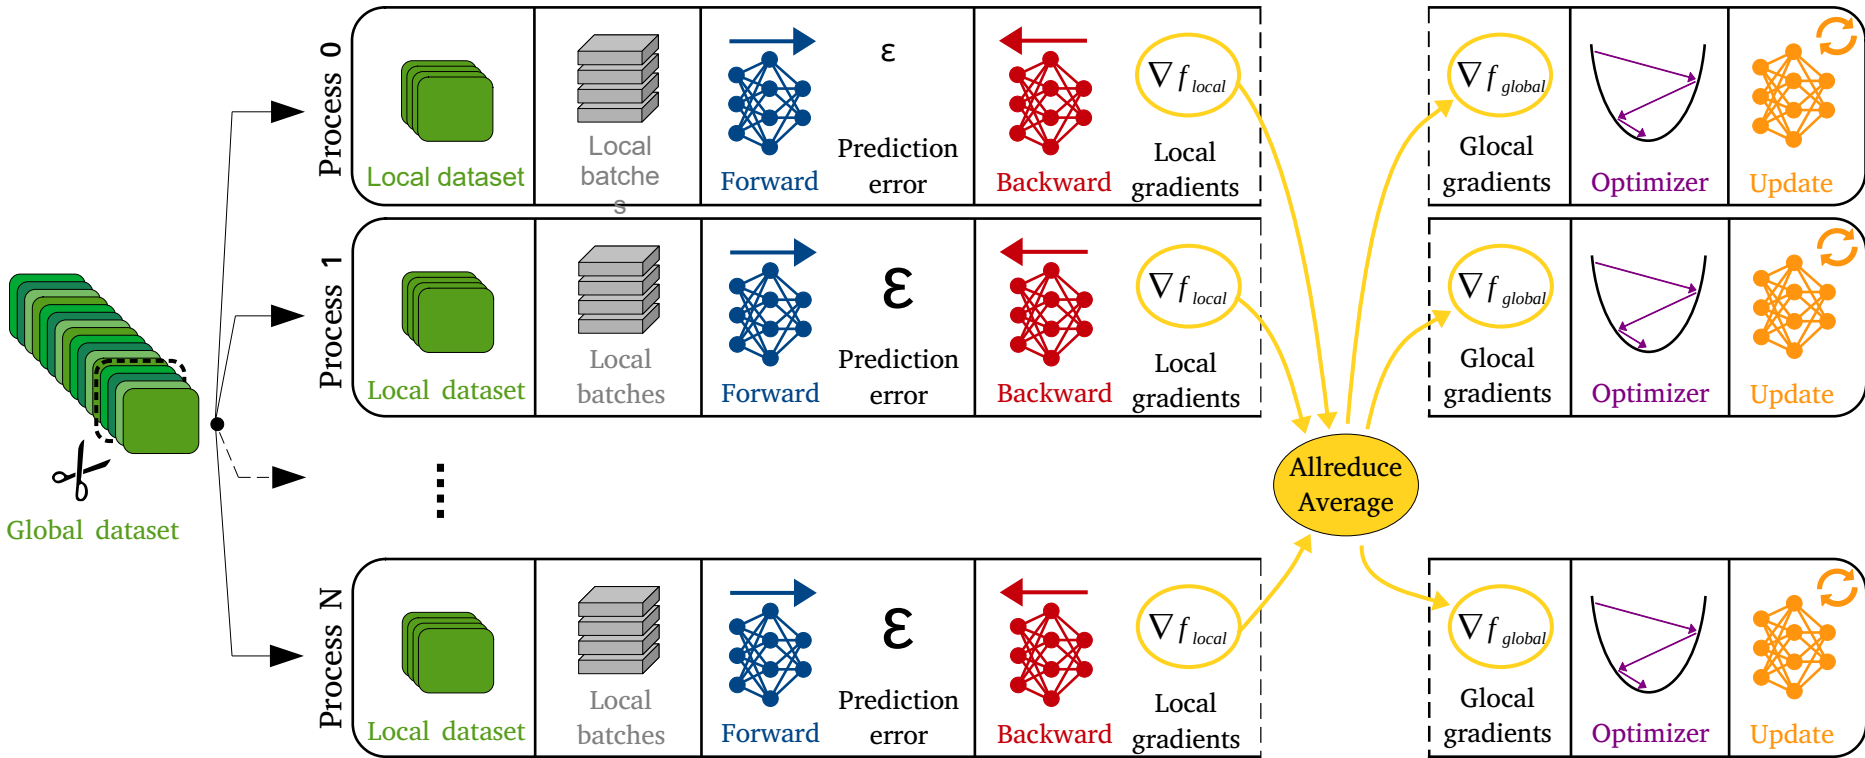 Process 0
Local dataset
Local
batche
s
Forward
ε
Prediction
error
Backward
∇f local
Local
gradients
∇f global
Glocal
gradients
Optimizer
Update
Process 1
Local dataset
Local
batches
Forward
ε
Prediction
error
Backward
∇f local
Local
gradients
∇f global
Glocal
gradients
Optimizer
Update
Global dataset
Allreduce
Average
Process N
Local dataset
Local
batches
Forward
ε
Prediction
error
Backward
∇f local
Local
gradients
∇f global
Glocal
gradients
Optimizer
Update